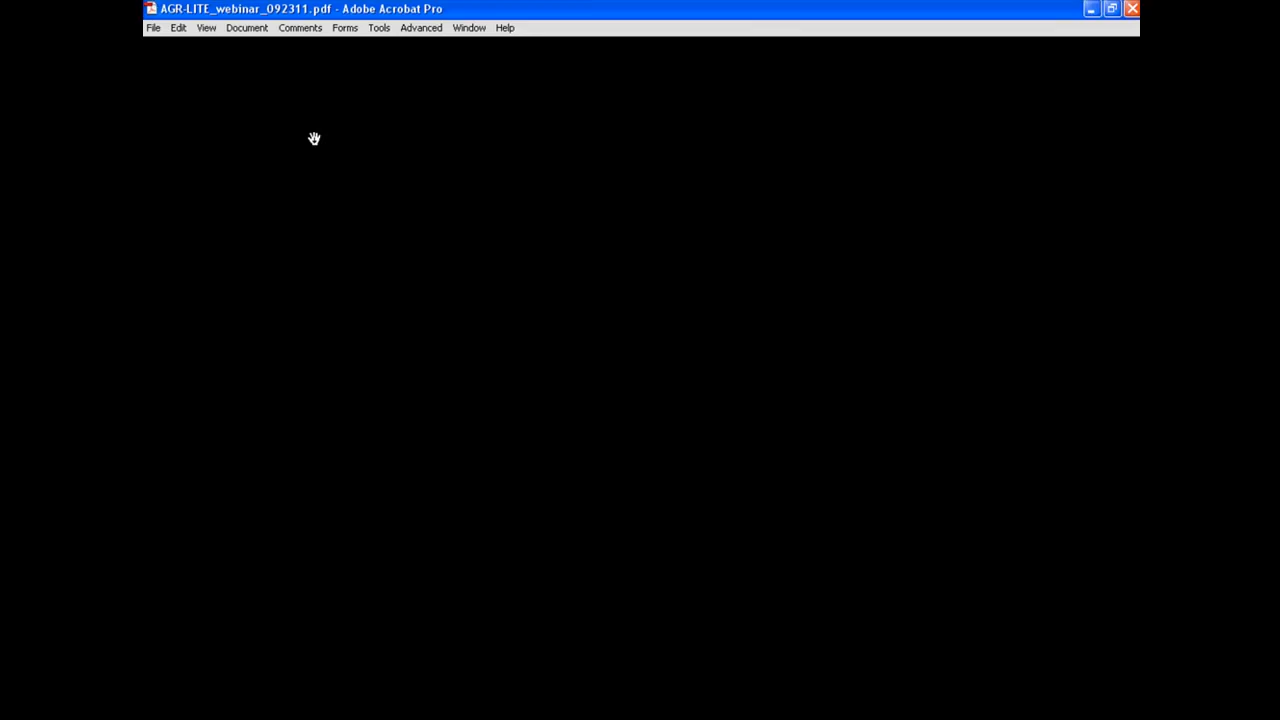 AGR-LITE_webinar_092311.pdf - Adobe Acrobat Pro
File Edit View Document Comments Forms Tools Advanced Window Help